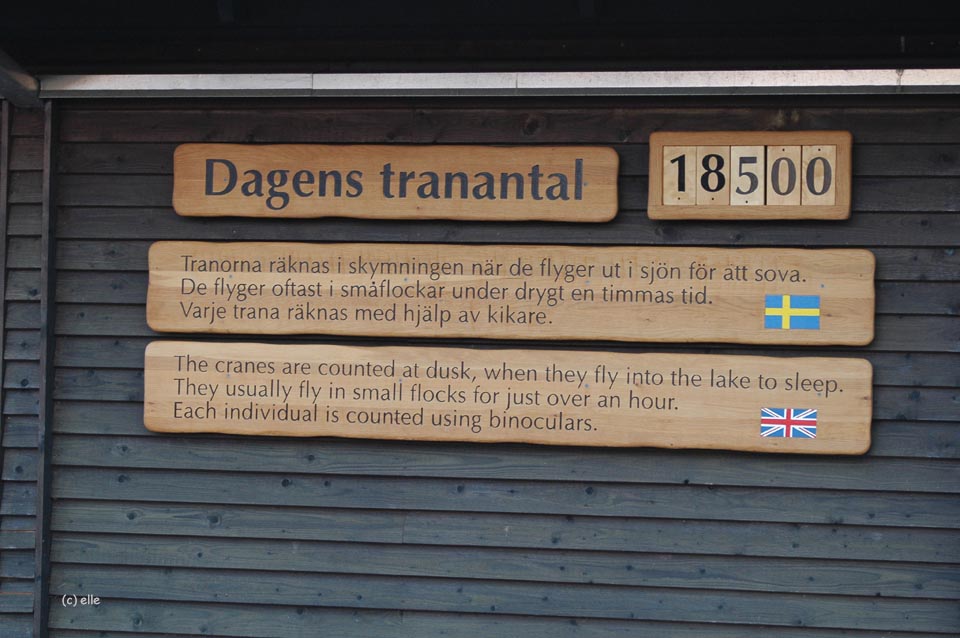 Dagens tranantal
18500
Tranorna räknas i skymningen när de flyger ut i sjön för att sova.
De flyger oftast i småflockar under drygt en timmas tid.
Varje trana räknas med hjälp av kikare.
The cranes are counted at dusk, when they fly into the lake to sleep.
They usually fly in small flocks for just over an hour.
Each individual is counted using binoculars.
(c) elle